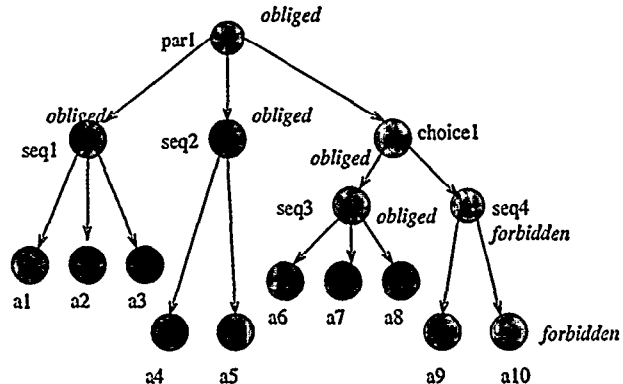 obliged
par1
obliged
obliged
seq1
seq2
choice1
obliged
seq3
obliged
seq4
forbidden
a1
a2
a3
a6
a7
a8
forbidden
a4
a5
a9
a10